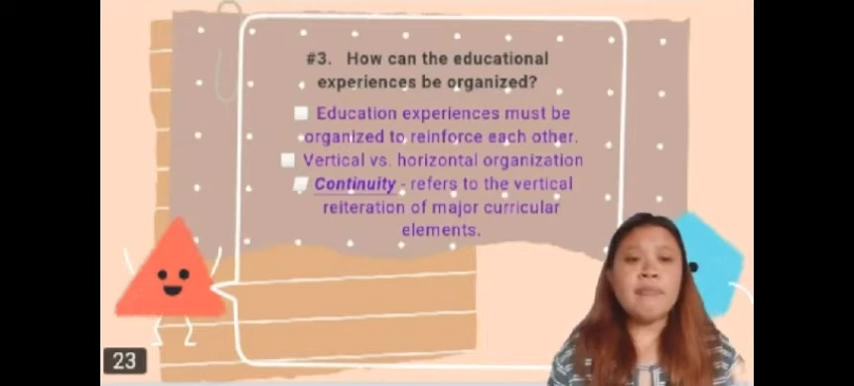 #3. How can the educational
experiences be organized?
Education experiences must be
organized to reinforce each other.
Vertical vs. horizontal organization
Continuity - refers to the vertical
reiteration of major curricular
elements.
23